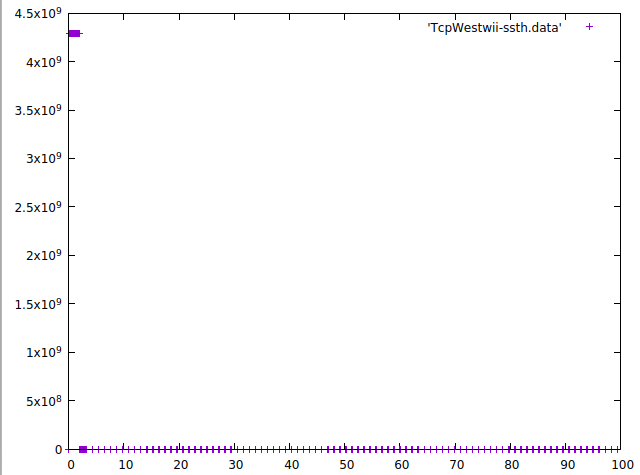 4.5x10⁹
'TcpWestwii-ssth.data'
4x10⁹
3.5x10⁹
3x10⁹
2.5x10⁹
2x10⁹
1.5x10⁹
1x10⁹
5x10⁸
0
0 10 20 30 40 50 60 70 80 90 100